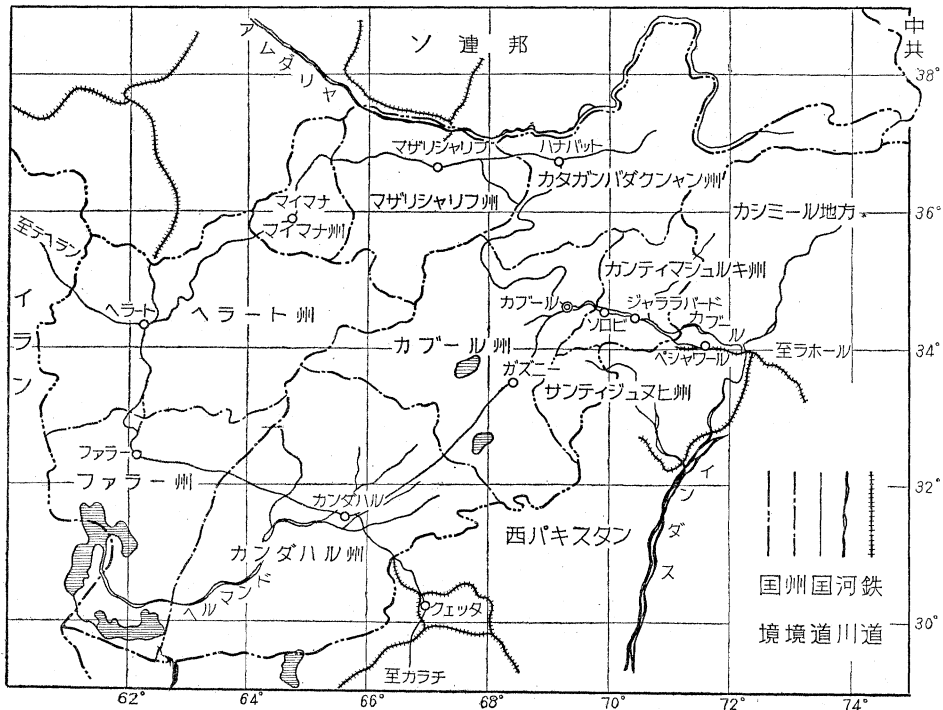 ソ連邦
中共
アムダリヤ
38°
マザリシャリフ
ハナバット
カタガンバダクシャン州
マザリシャリフ州
マイマナ
マイマナ州
カシミール地方
36°
至テヘラン
カンティマシュルキ州
ヘラート
ヘラート州
カブール
ソロビ
ジャララバード
カブール
イラン
カブール州
ペシャワール
至ラホール
34°
ガズニー
サンティジュヌヒ州
ファラー
ファラー州
カンダハル
32°
カンダハル州
西パキスタン
インダス
ヘルマンド
クェッタ
国境
州境
国道
河川
鉄道
30°
至カラチ
62°
64°
66°
68°
70°
72°
74°